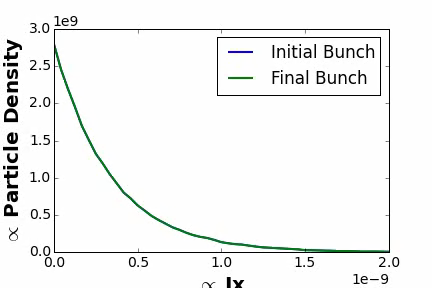 1e9
3.0
2.5
2.0
1.5
1.0
0.5
0.0
∝ Particle Density
Initial Bunch
Final Bunch
0.0 0.5 1.0 1.5 2.0
1e−9
∝ Jx